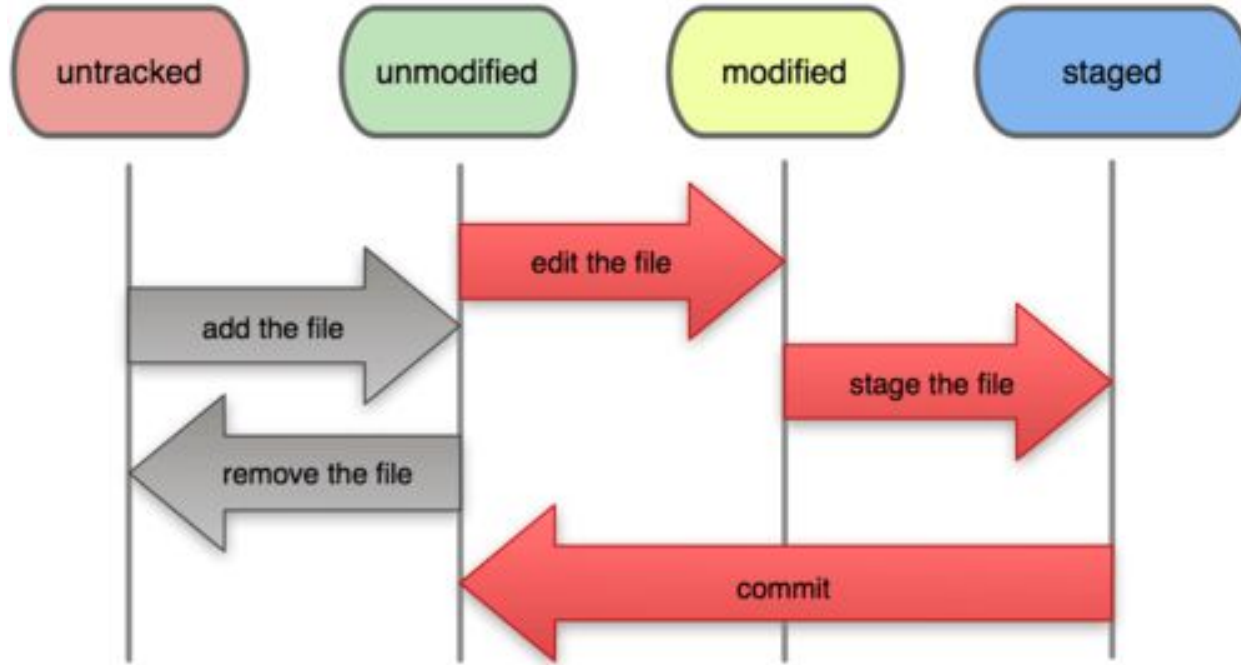 untracked
unmodified
modified
staged
edit the file
add the file
stage the file
remove the file
commit